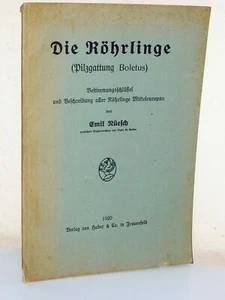 Die Röhrlinge
(Pilzgattung Boletus)
Bestimmungsschlüssel
und Beschreibung aller Röhrlinge Mitteleuropas
von
Emil Nüesch
1920
Verlag von Huber & Co. in Frauenfeld